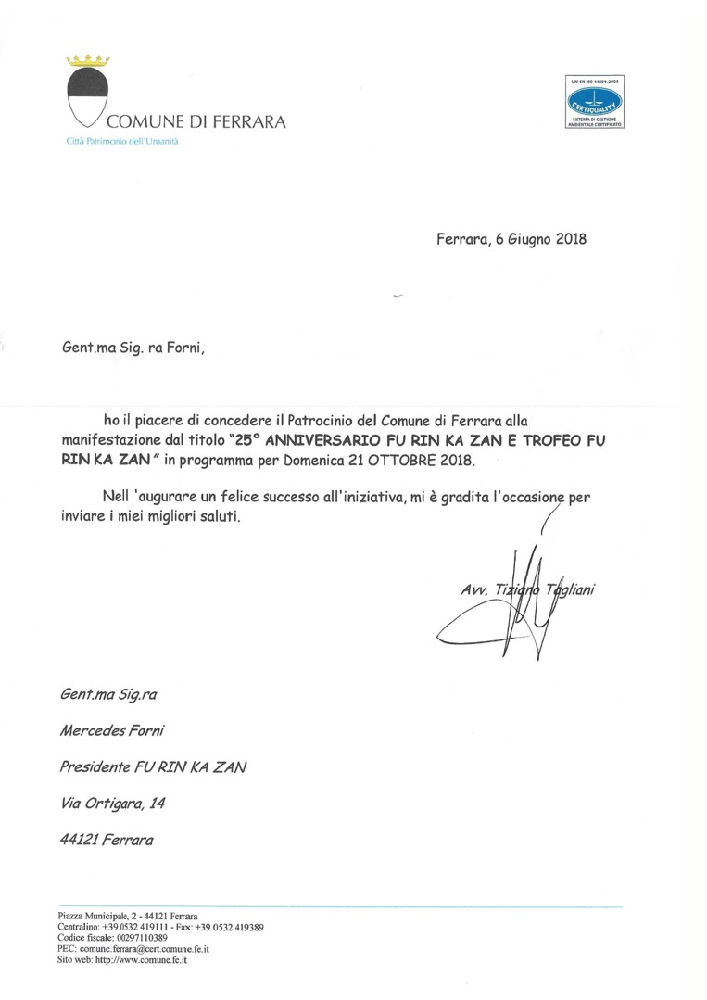 COMUNE DI FERRARA
Città Patrimonio dell'Umanità
UNI EN ISO 14001:2004
CERTIQUALITY
SISTEMA DI GESTIONE
AMBIENTALE CERTIFICATO
Ferrara, 6 Giugno 2018
Gent.ma Sig. ra Forni,
ho il piacere di concedere il Patrocinio del Comune di Ferrara alla
manifestazione dal titolo "25° ANNIVERSARIO FU RIN KA ZAN E TROFEO FU
RIN KA ZAN" in programma per Domenica 21 OTTOBRE 2018.
Nell 'augurare un felice successo all'iniziativa, mi è gradita l'occasione per
inviare i miei migliori saluti.
Avv. Tiziano Tagliani
Gent.ma Sig.ra
Mercedes Forni
Presidente FU RIN KA ZAN
Via Ortigara, 14
44121 Ferrara
Piazza Municipale, 2 - 44121 Ferrara
Centralino: +39 0532 419111 - Fax: +39 0532 419389
Codice fiscale: 00297110389
PEC: comune.ferrara@cert.comune.fe.it
Sito web: http://www.comune.fe.it